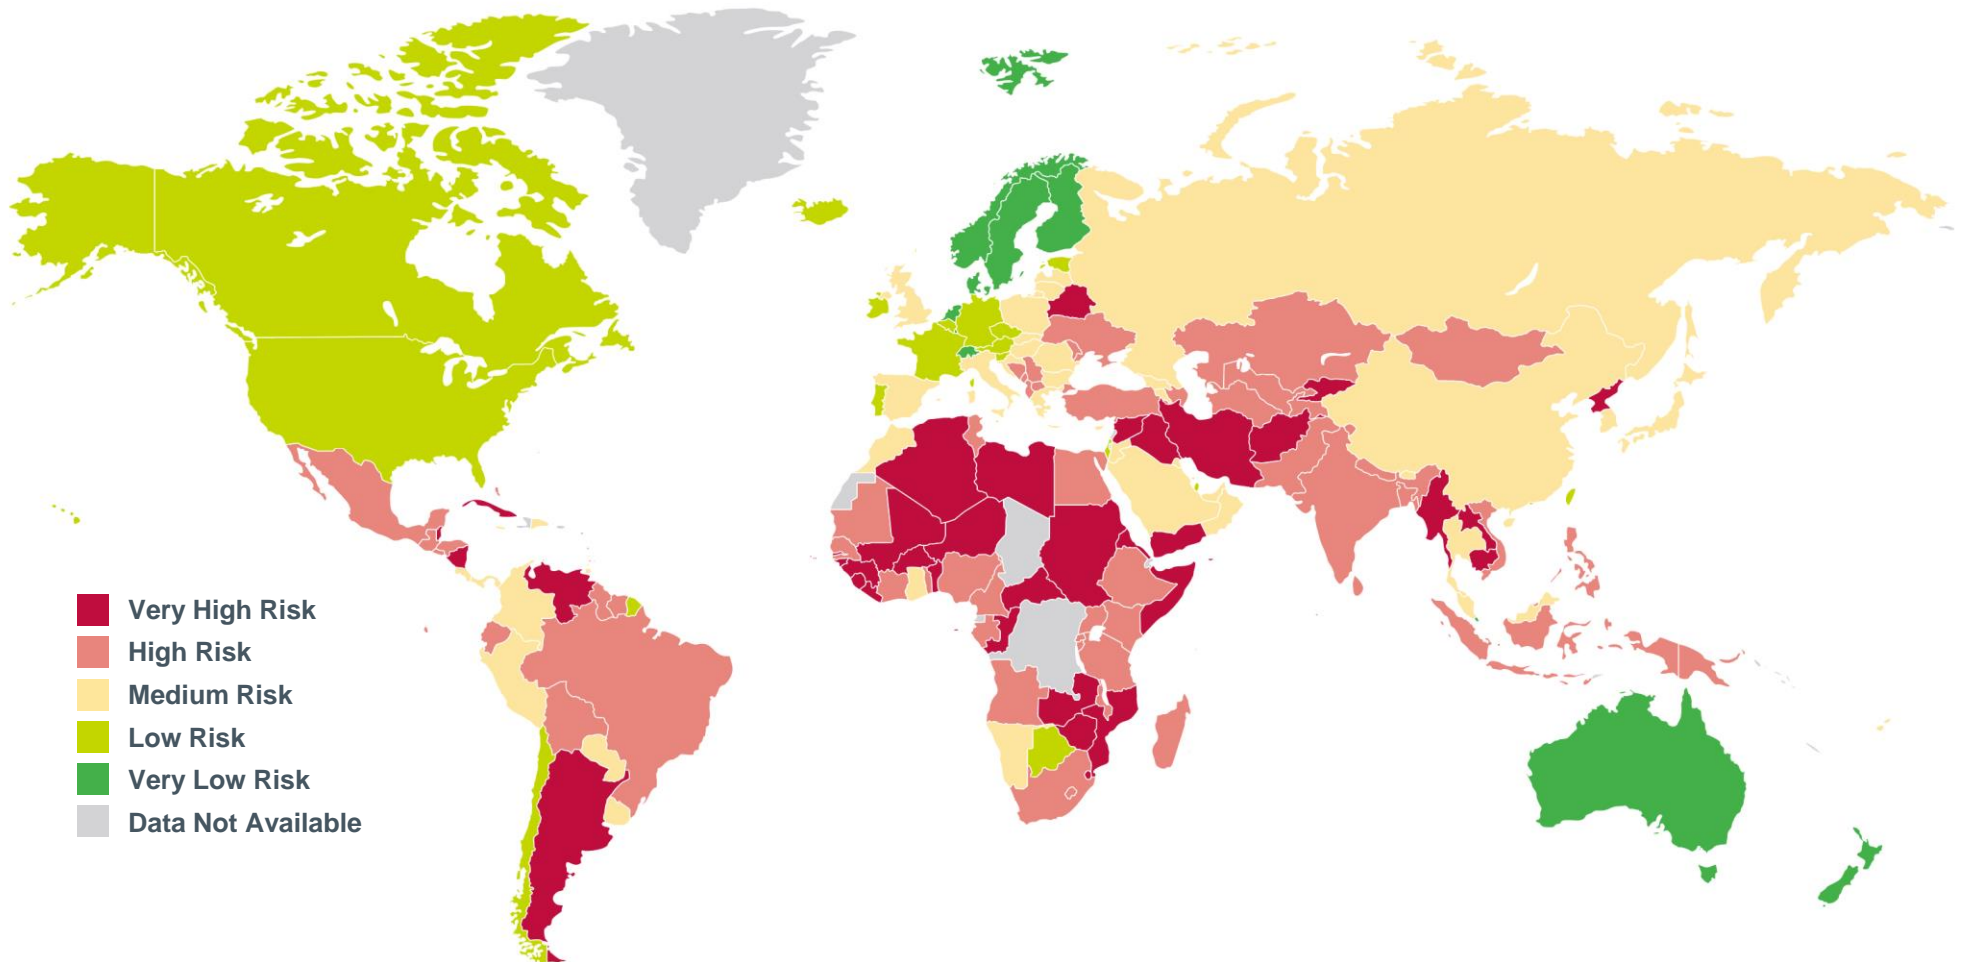 Very High Risk
High Risk
Medium Risk
Low Risk
Very Low Risk
Data Not Available